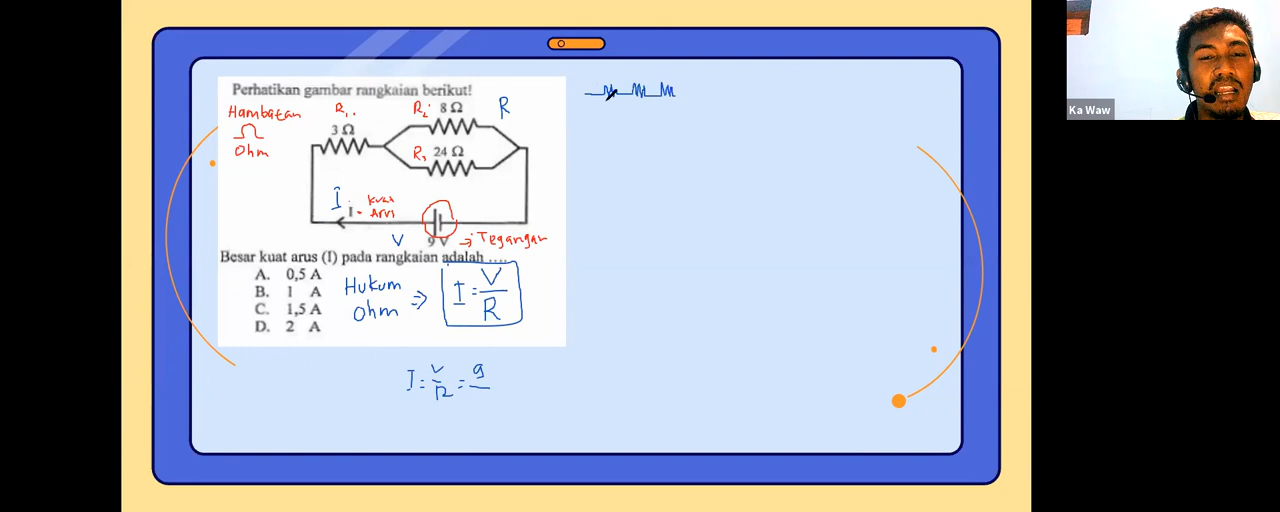 Perhatikan gambar rangkaian berikut!
Hambatan
Ω
Ohm
R₁
3 Ω
R₂
8 Ω
R
R₃
24 Ω
I
I
Kuat
Arus
V
9 V
→ Tegangan
Besar kuat arus (I) pada rangkaian adalah ....
A. 0,5 A
B. 1 A
C. 1,5 A
D. 2 A
Hukum
Ohm ⇒ I = V/R
I = V/R = 9
Ka Waw